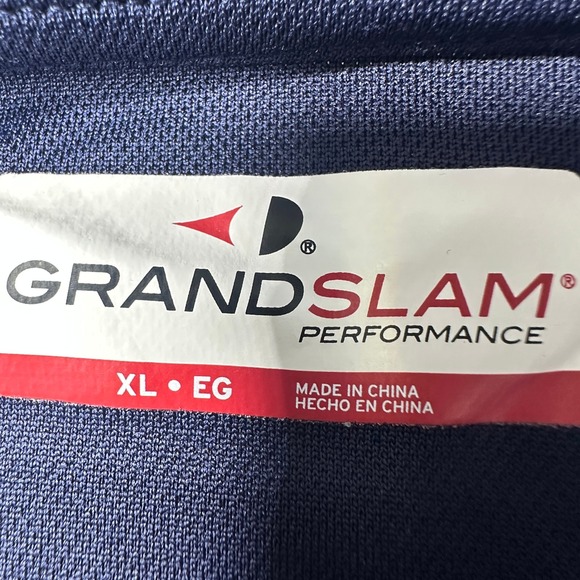 ®
GRANDSLAM®
PERFORMANCE
XL • EG
MADE IN CHINA
HECHO EN CHINA